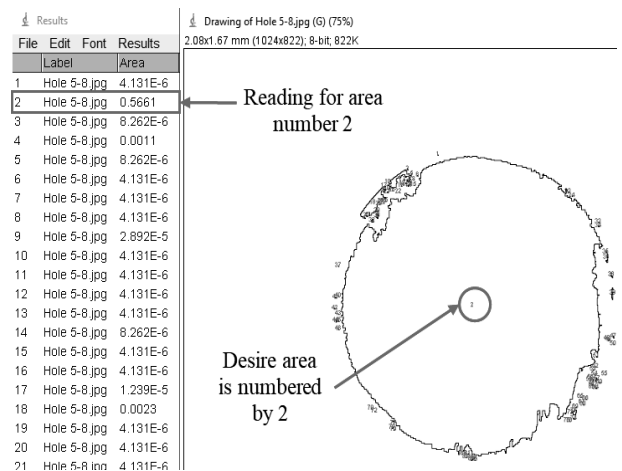 Results
File Edit Font Results
Label Area
1 Hole 5-8.jpg 4.131E-6
2 Hole 5-8.jpg 0.5661
3 Hole 5-8.jpg 8.262E-6
4 Hole 5-8.jpg 0.0011
5 Hole 5-8.jpg 8.262E-6
6 Hole 5-8.jpg 4.131E-6
7 Hole 5-8.jpg 4.131E-6
8 Hole 5-8.jpg 4.131E-6
9 Hole 5-8.jpg 2.892E-5
10 Hole 5-8.jpg 4.131E-6
11 Hole 5-8.jpg 4.131E-6
12 Hole 5-8.jpg 4.131E-6
13 Hole 5-8.jpg 4.131E-6
14 Hole 5-8.jpg 8.262E-6
15 Hole 5-8.jpg 4.131E-6
16 Hole 5-8.jpg 4.131E-6
17 Hole 5-8.jpg 1.239E-5
18 Hole 5-8.jpg 0.0023
19 Hole 5-8.jpg 4.131E-6
20 Hole 5-8.jpg 4.131E-6
21 Hole 5-8.jpg 4.131E-6
Drawing of Hole 5-8.jpg (G) (75%)
2.08x1.67 mm (1024x822); 8-bit; 822K
Reading for area
number 2
1
37
2
Desire area
is numbered
by 2